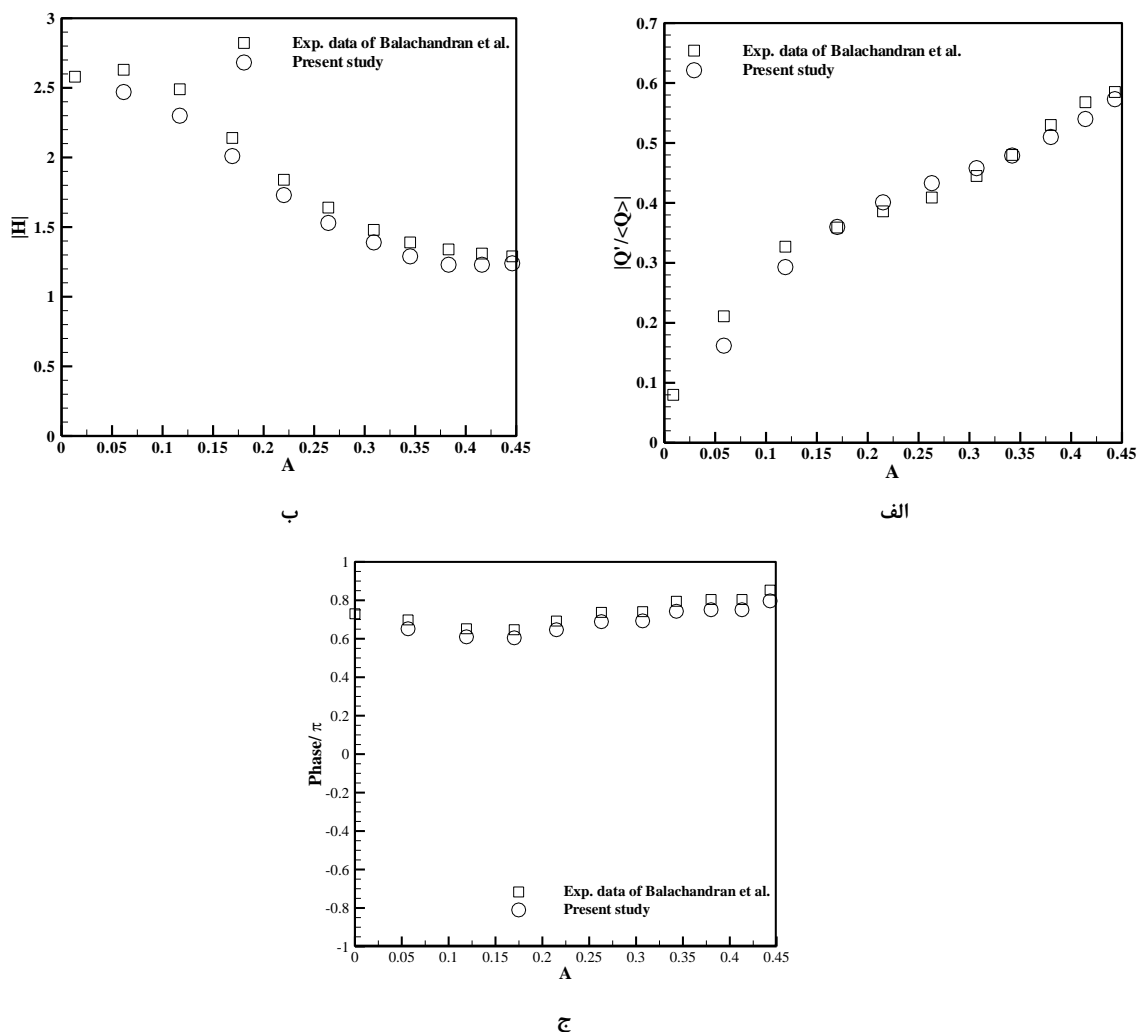 3
2.5
2
1.5
1
0.5
0
0 0.05 0.1 0.15 0.2 0.25 0.3 0.35 0.4 0.45
A
|H|
Exp. data of Balachandran et al.
Present study
ب
0.7
0.6
0.5
0.4
0.3
0.2
0.1
0
0 0.05 0.1 0.15 0.2 0.25 0.3 0.35 0.4 0.45
A
|Q'/<Q>|
Exp. data of Balachandran et al.
Present study
الف
1
0.8
0.6
0.4
0.2
0
-0.2
-0.4
-0.6
-0.8
-1
0 0.05 0.1 0.15 0.2 0.25 0.3 0.35 0.4 0.45
A
Phase/ π
Exp. data of Balachandran et al.
Present study
ج